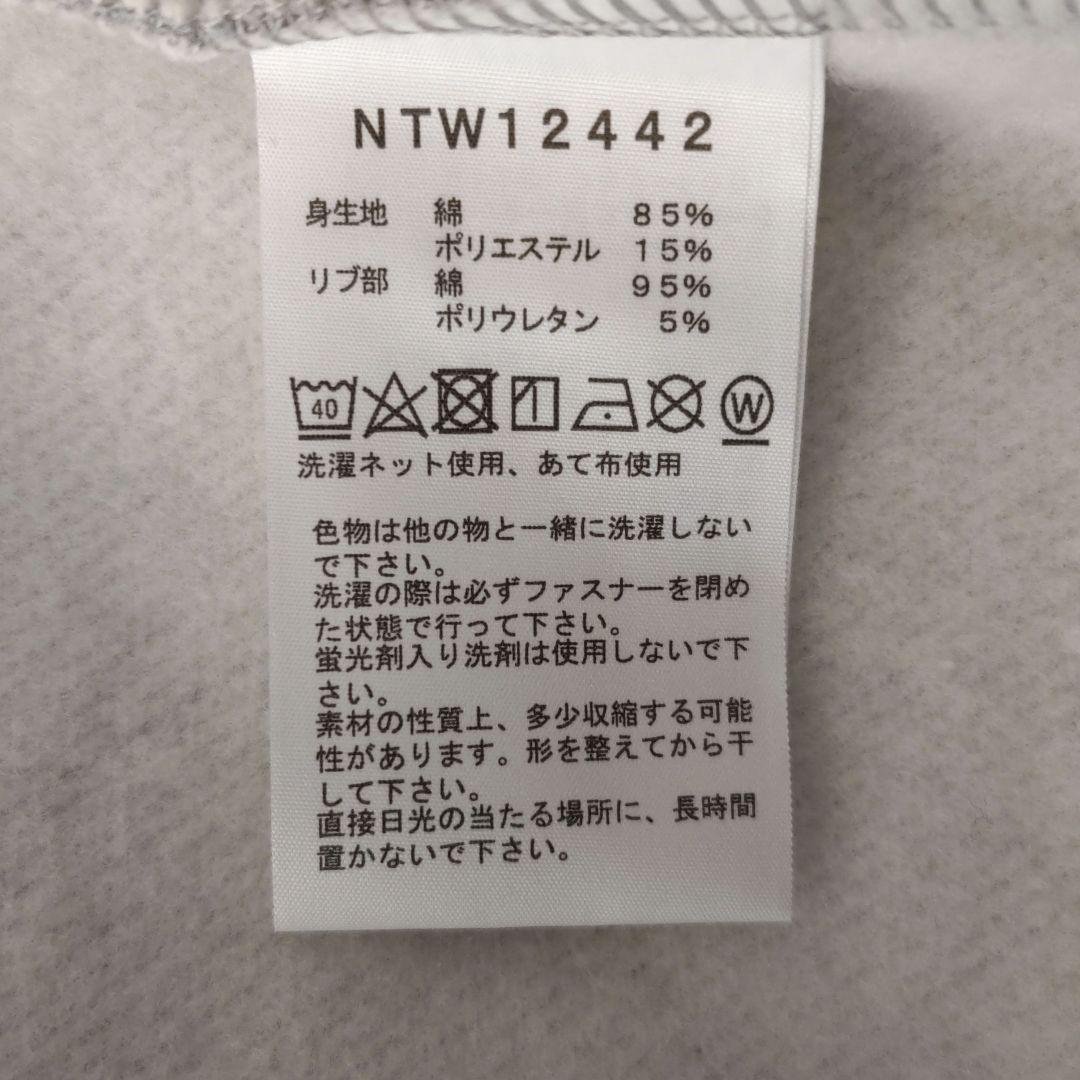 NTW12442
身生地 綿 85%
ポリエステル 15%
リブ部 綿 95%
ポリウレタン 5%
40 W
洗濯ネット使用、あて布使用
色物は他の物と一緒に洗濯しない
で下さい。
洗濯の際は必ずファスナーを閉め
た状態で行って下さい。
蛍光剤入り洗剤は使用しないで下
さい。
素材の性質上、多少収縮する可能
性があります。形を整えてから干
して下さい。
直接日光の当たる場所に、長時間
置かないで下さい。